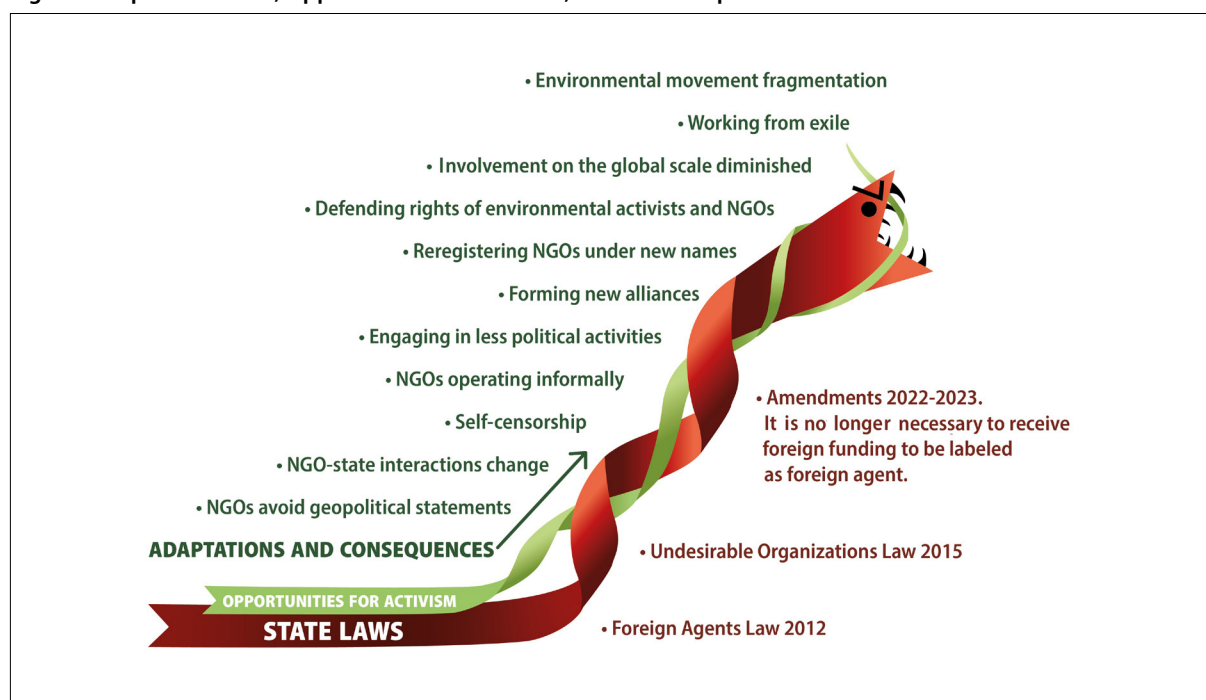 • Environmental movement fragmentation
• Working from exile
• Involvement on the global scale diminished
• Defending rights of environmental activists and NGOs
• Reregistering NGOs under new names
• Forming new alliances
• Engaging in less political activities
• NGOs operating informally
• Self-censorship
• NGO-state interactions change
• NGOs avoid geopolitical statements
ADAPTATIONS AND CONSEQUENCES
OPPORTUNITIES FOR ACTIVISM
STATE LAWS
• Amendments 2022-2023.
It is no longer necessary to receive
foreign funding to be labeled
as foreign agent.
• Undesirable Organizations Law 2015
• Foreign Agents Law 2012